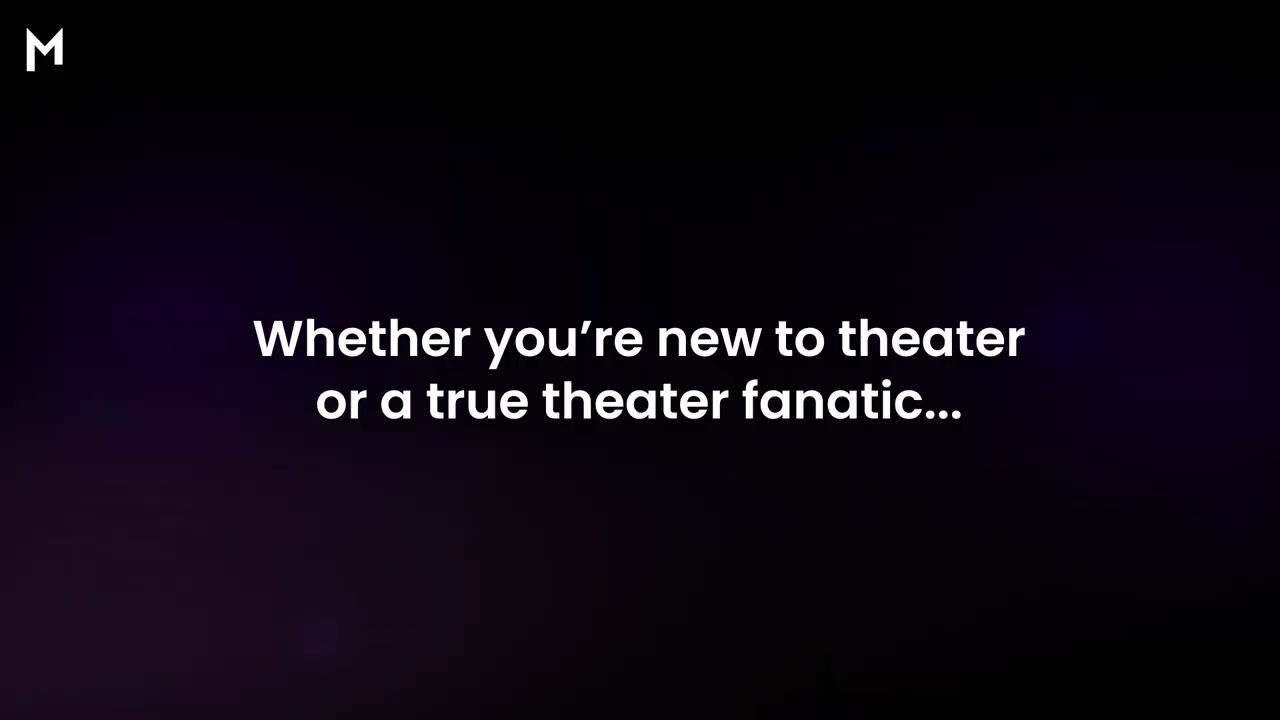 M
Whether you’re new to theater
or a true theater fanatic...